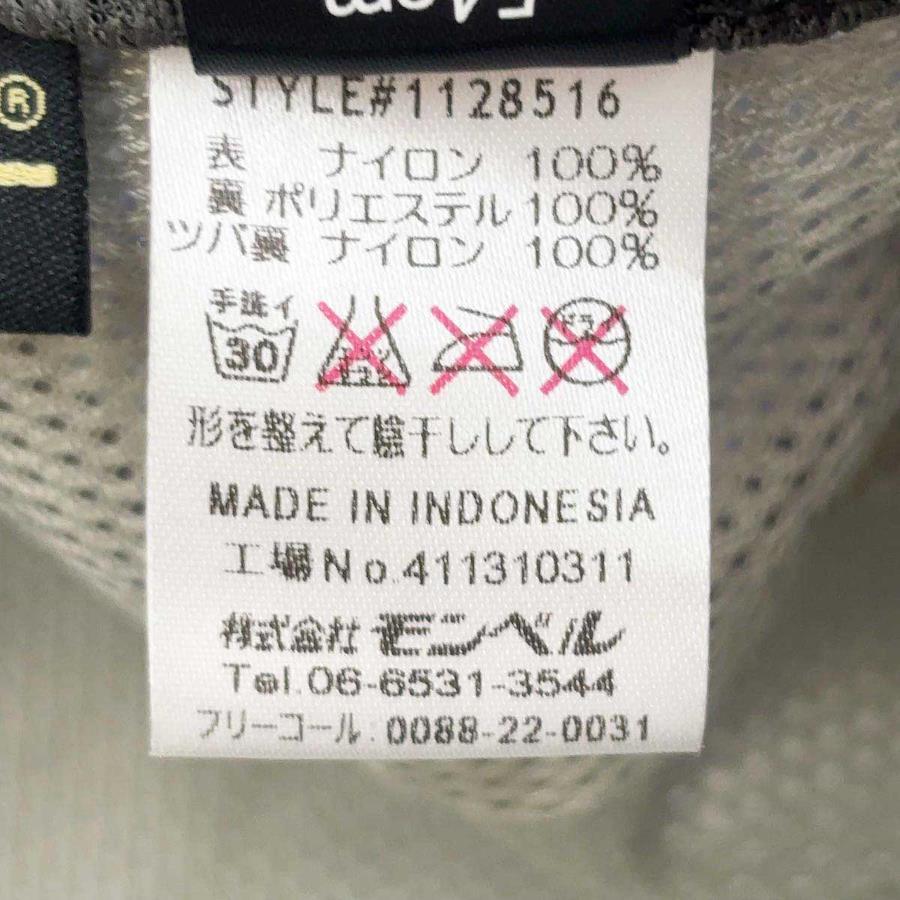 ®
STYLE#1128516
表 ナイロン 100%
裏 ポリエステル 100%
ツバ裏 ナイロン 100%
手洗イ
30
形を整えて陰干しして下さい。
MADE IN INDONESIA
工場No.411310311
株式会社モンベル
Tel.06-6531-3544
フリーコール:0088-22-0031